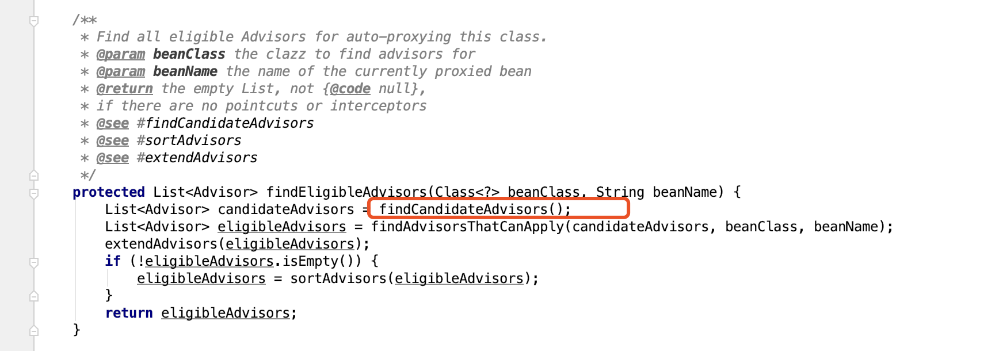 /**
 * Find all eligible Advisors for auto-proxying this class.
 * @param beanClass the clazz to find advisors for
 * @param beanName the name of the currently proxied bean
 * @return the empty List, not {@code null},
 * if there are no pointcuts or interceptors
 * @see #findCandidateAdvisors
 * @see #sortAdvisors
 * @see #extendAdvisors
 */
protected List<Advisor> findEligibleAdvisors(Class<?> beanClass, String beanName) {
    List<Advisor> candidateAdvisors = findCandidateAdvisors();
    List<Advisor> eligibleAdvisors = findAdvisorsThatCanApply(candidateAdvisors, beanClass, beanName);
    extendAdvisors(eligibleAdvisors);
    if (!eligibleAdvisors.isEmpty()) {
        eligibleAdvisors = sortAdvisors(eligibleAdvisors);
    }
    return eligibleAdvisors;
}